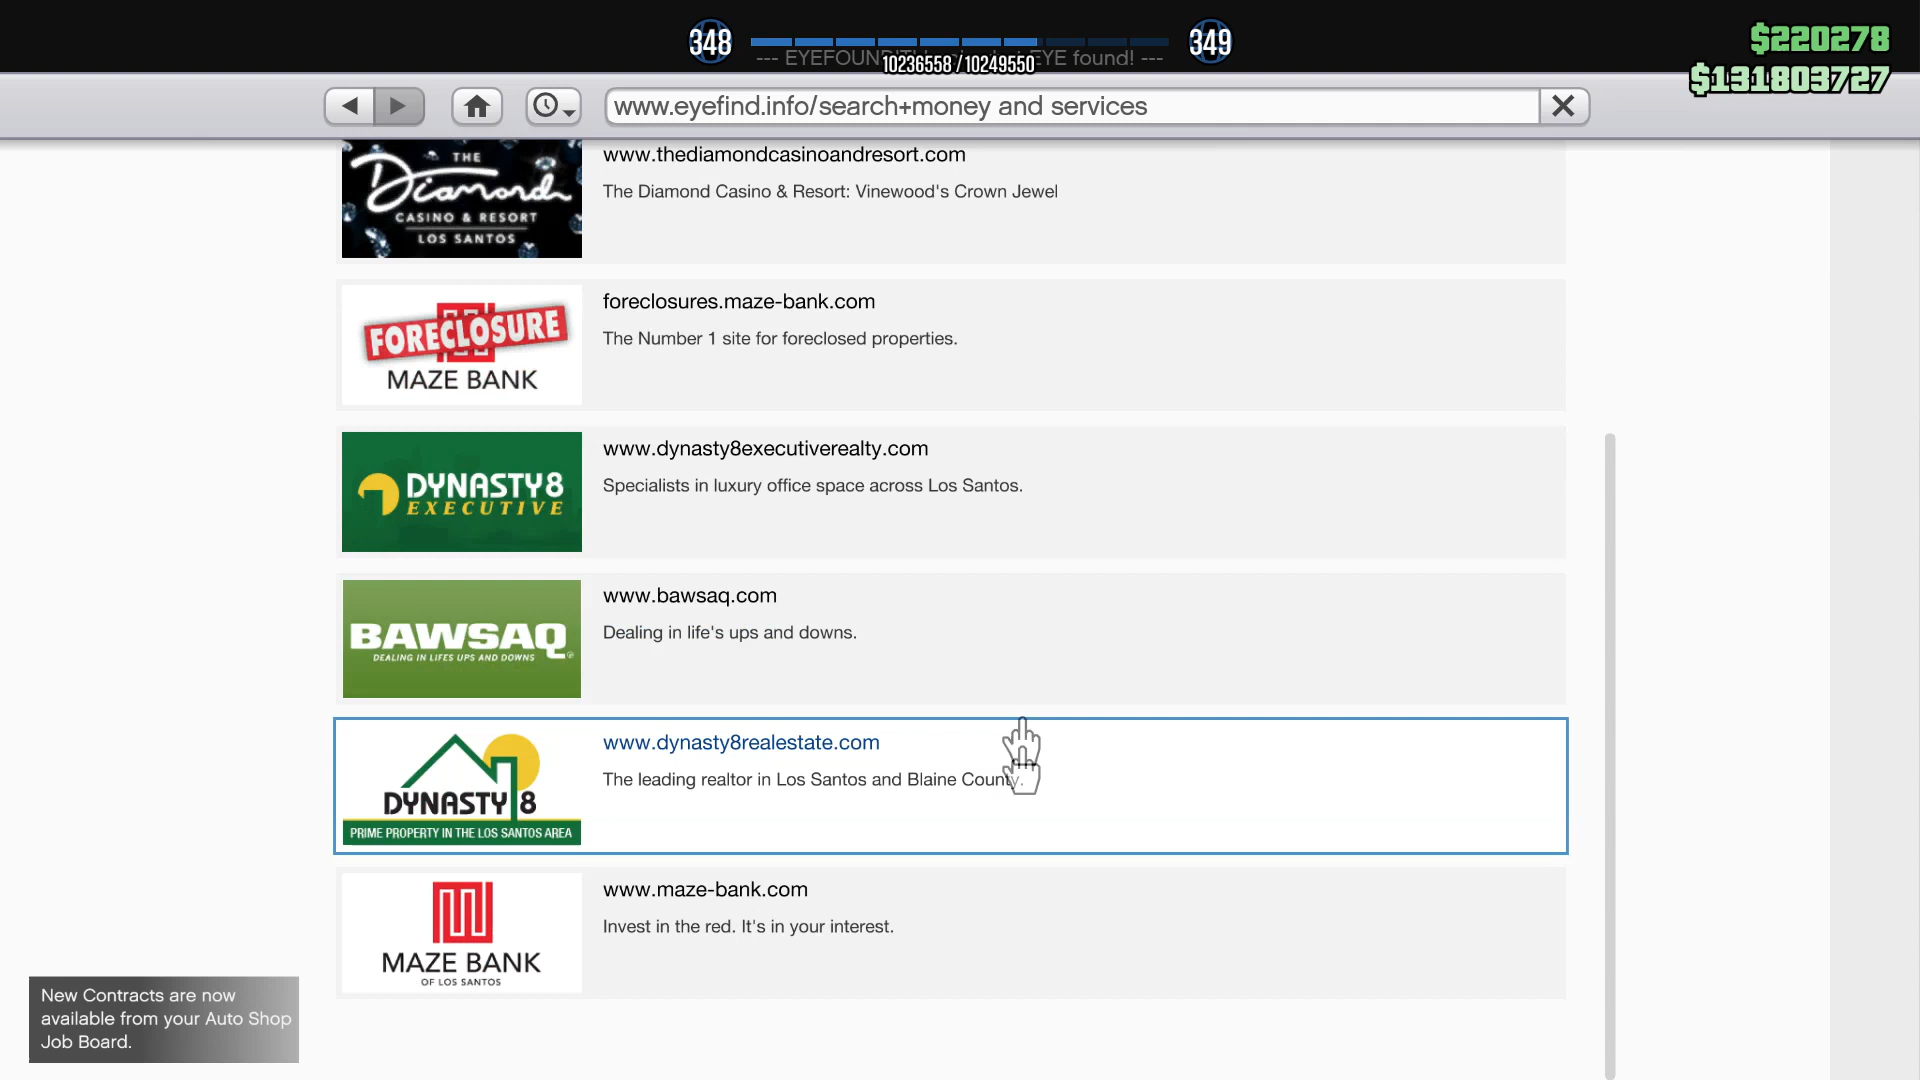 348
349
$220278
--- EYEFOUND
EYE found! ---
10236558 / 10249550
$131803727
www.eyefind.info/search+money and services
THE
Diamond
CASINO & RESORT
LOS SANTOS
www.thediamondcasinoandresort.com
The Diamond Casino & Resort: Vinewood's Crown Jewel
FORECLOSURE
MAZE BANK
foreclosures.maze-bank.com
The Number 1 site for foreclosed properties.
DYNASTY8
EXECUTIVE
www.dynasty8executiverealty.com
Specialists in luxury office space across Los Santos.
BAWSAQ
DEALING IN LIFES UPS AND DOWNS
www.bawsaq.com
Dealing in life's ups and downs.
DYNASTY 8
PRIME PROPERTY IN THE LOS SANTOS AREA
www.dynasty8realestate.com
The leading realtor in Los Santos and Blaine County.
MAZE BANK
OF LOS SANTOS
www.maze-bank.com
Invest in the red. It's in your interest.
New Contracts are now
available from your Auto Shop
Job Board.